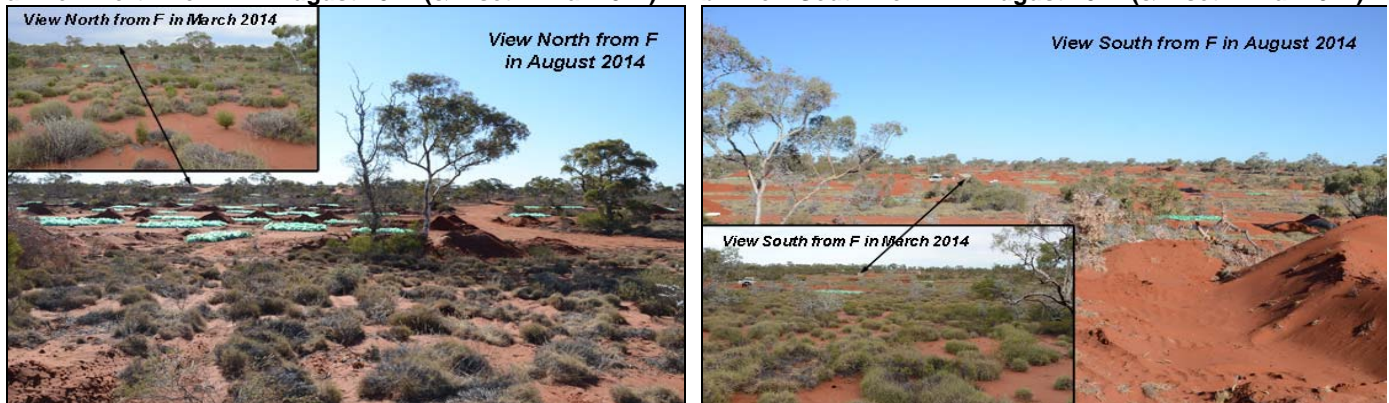 View North from F in March 2014
View North from F
in August 2014
View South from F in August 2014
View South from F in March 2014